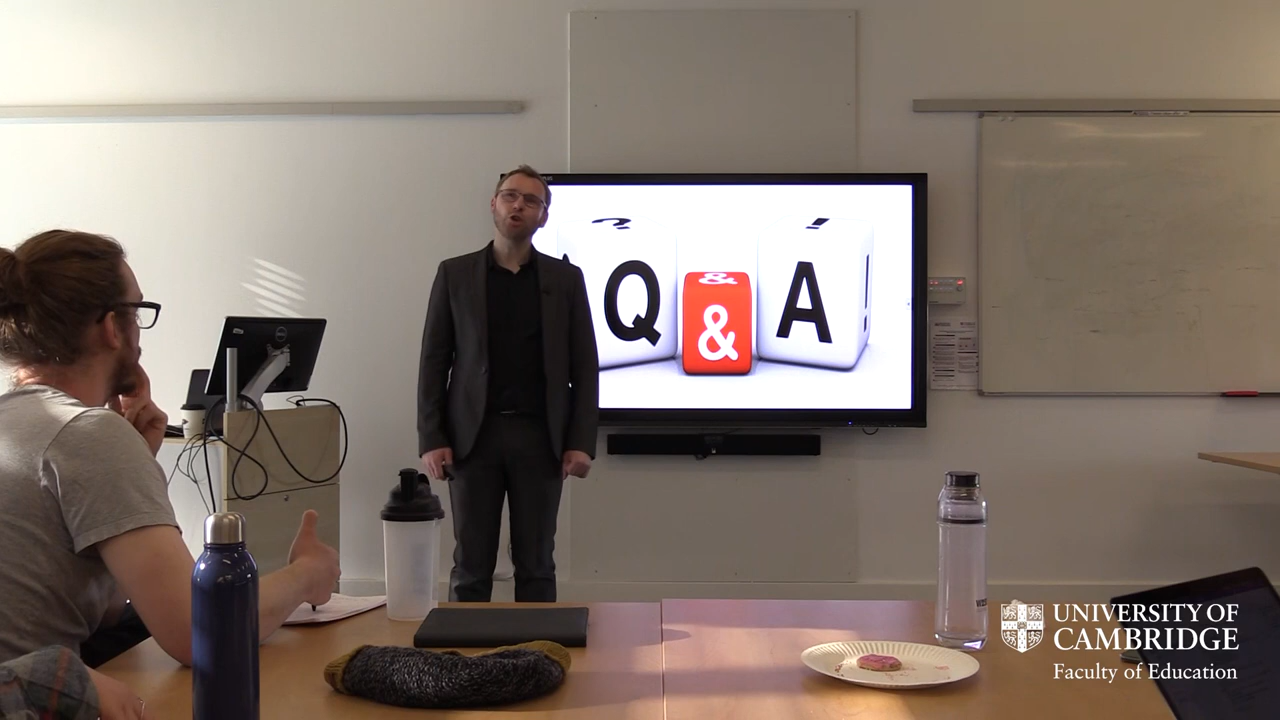 Q & A !
? & !
UNIVERSITY OF
CAMBRIDGE
Faculty of Education